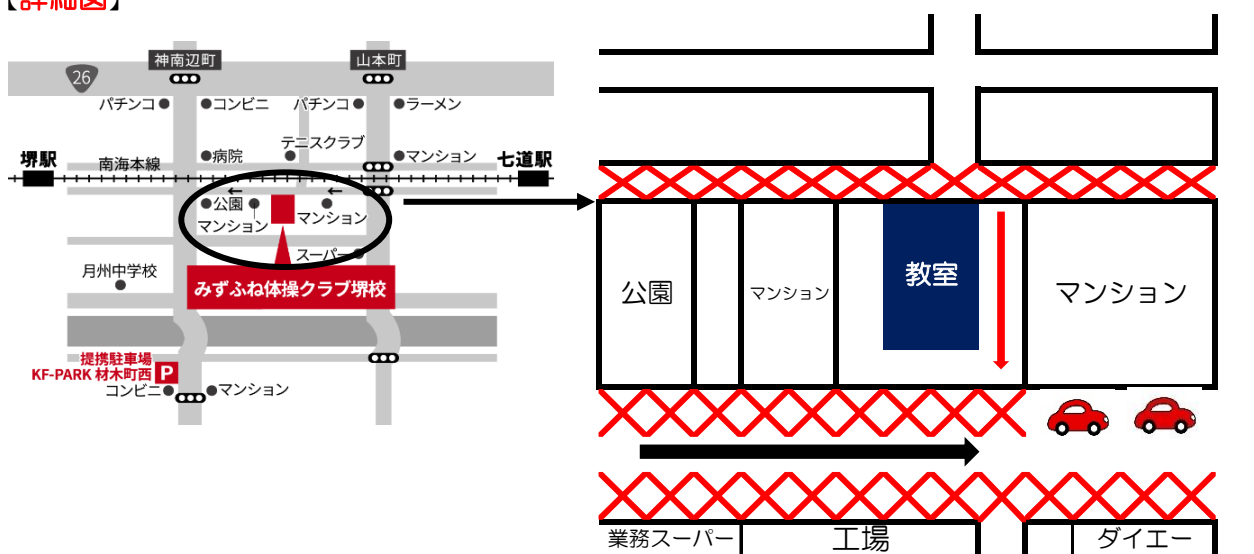 【詳細図】
神南辺町
山本町
26
パチンコ
コンビニ
パチンコ
ラーメン
テニスクラブ
病院
マンション
堺駅
南海本線
七道駅
公園
マンション
マンション
スーパー
月州中学校
みずふね体操クラブ堺校
提携駐車場
KF-PARK 材木町西
P
コンビニ
マンション
公園
マンション
教室
マンション
業務スーパー
工場
ダイエー